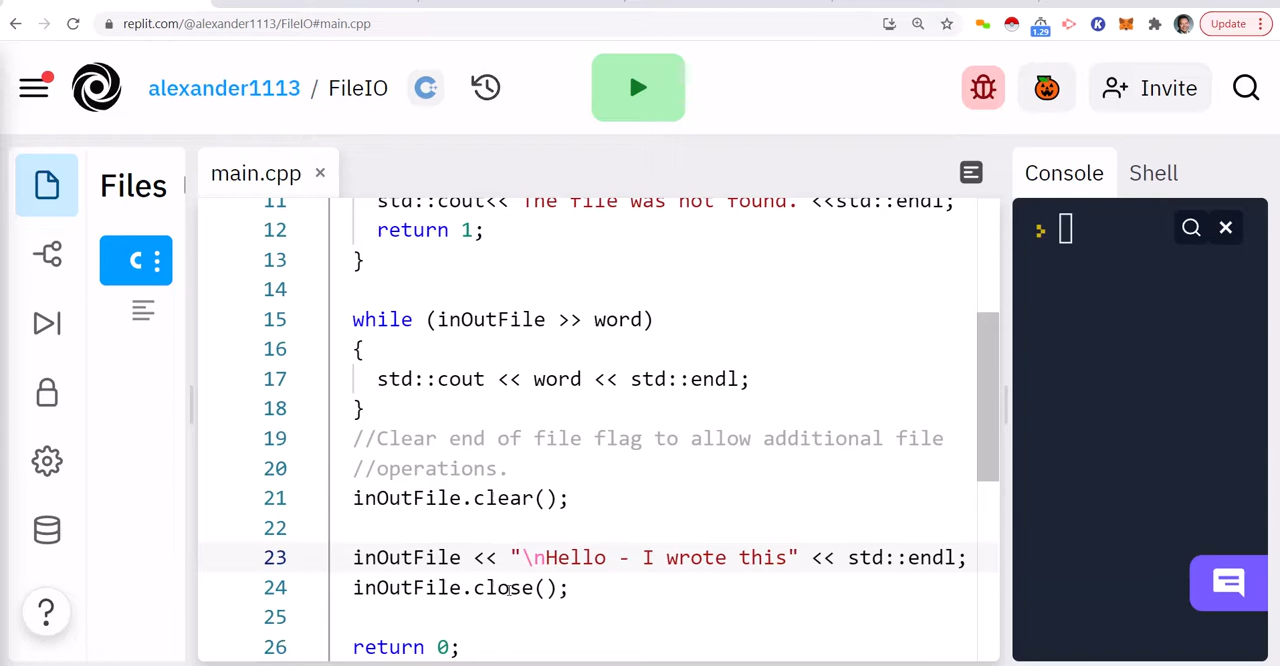 replit.com/@alexander1113/FileIO#main.cpp
1.29
K
Update
alexander1113 / FileIO
Invite
Files
main.cpp ×
Console
Shell
C
11 std::cout<< "The file was not found." <<std::endl;
12 return 1;
13 }
14
15 while (inOutFile >> word)
16 {
17 std::cout << word << std::endl;
18 }
19 //Clear end of file flag to allow additional file
20 //operations.
21 inOutFile.clear();
22
23 inOutFile << "\nHello - I wrote this" << std::endl;
24 inOutFile.close();
25
26 return 0;
?